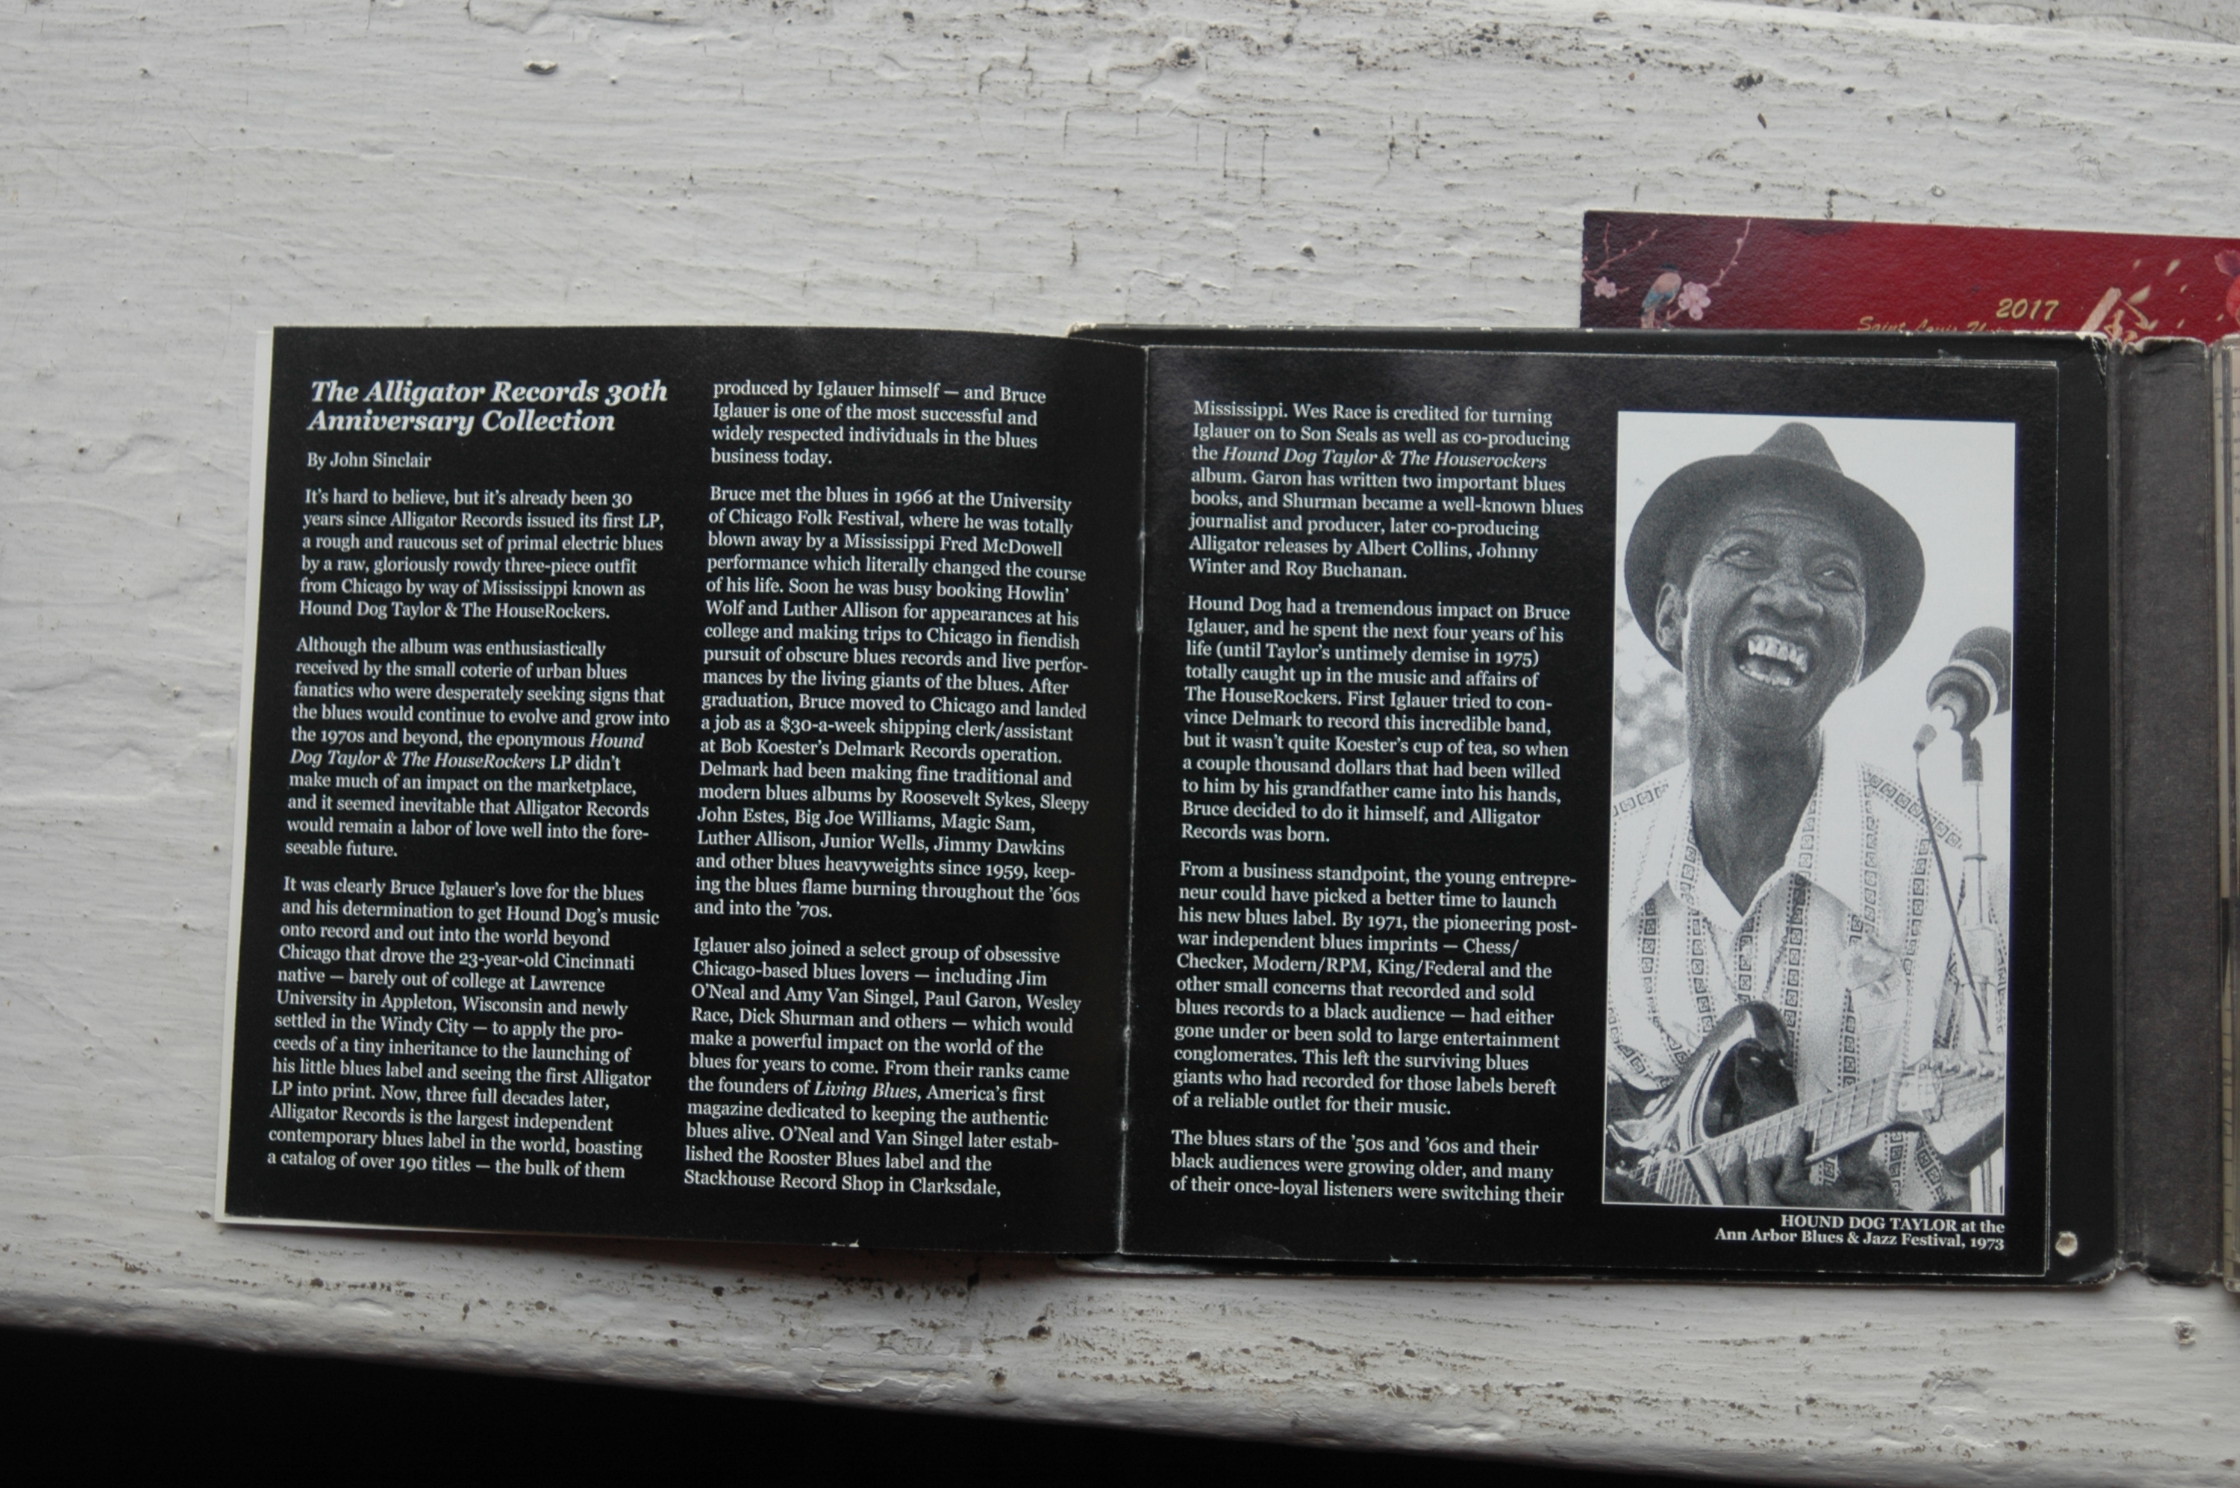 The Alligator Records 30th
Anniversary Collection
By John Sinclair
It's hard to believe, but it's already been 30
years since Alligator Records issued its first LP,
a rough and raucous set of primal electric blues
by a raw, gloriously rowdy three-piece outfit
from Chicago by way of Mississippi known as
Hound Dog Taylor & The HouseRockers.
Although the album was enthusiastically
received by the small coterie of urban blues
fanatics who were desperately seeking signs that
the blues would continue to evolve and grow into
the 1970s and beyond, the eponymous Hound
Dog Taylor & The HouseRockers LP didn't
make much of an impact on the marketplace,
and it seemed inevitable that Alligator Records
would remain a labor of love well into the fore-
seeable future.
It was clearly Bruce Iglauer's love for the blues
and his determination to get Hound Dog's music
onto record and out into the world beyond
Chicago that drove the 23-year-old Cincinnati
native — barely out of college at Lawrence
University in Appleton, Wisconsin and newly
settled in the Windy City — to apply the pro-
ceeds of a tiny inheritance to the launching of
his little blues label and seeing the first Alligator
LP into print. Now, three full decades later,
Alligator Records is the largest independent
contemporary blues label in the world, boasting
a catalog of over 190 titles — the bulk of them
produced by Iglauer himself — and Bruce
Iglauer is one of the most successful and
widely respected individuals in the blues
business today.
Bruce met the blues in 1966 at the University
of Chicago Folk Festival, where he was totally
blown away by a Mississippi Fred McDowell
performance which literally changed the course
of his life. Soon he was busy booking Howlin'
Wolf and Luther Allison for appearances at his
college and making trips to Chicago in fiendish
pursuit of obscure blues records and live perfor-
mances by the living giants of the blues. After
graduation, Bruce moved to Chicago and landed
a job as a $30-a-week shipping clerk/assistant
at Bob Koester's Delmark Records operation.
Delmark had been making fine traditional and
modern blues albums by Roosevelt Sykes, Sleepy
John Estes, Big Joe Williams, Magic Sam,
Luther Allison, Junior Wells, Jimmy Dawkins
and other blues heavyweights since 1959, keep-
ing the blues flame burning throughout the '60s
and into the '70s.
Iglauer also joined a select group of obsessive
Chicago-based blues lovers — including Jim
O'Neal and Amy Van Singel, Paul Garon, Wesley
Race, Dick Shurman and others — which would
make a powerful impact on the world of the
blues for years to come. From their ranks came
the founders of Living Blues, America's first
magazine dedicated to keeping the authentic
blues alive. O'Neal and Van Singel later estab-
lished the Rooster Blues label and the
Stackhouse Record Shop in Clarksdale,
Mississippi. Wes Race is credited for turning
Iglauer on to Son Seals as well as co-producing
the Hound Dog Taylor & The Houserockers
album. Garon has written two important blues
books, and Shurman became a well-known blues
journalist and producer, later co-producing
Alligator releases by Albert Collins, Johnny
Winter and Roy Buchanan.
Hound Dog had a tremendous impact on Bruce
Iglauer, and he spent the next four years of his
life (until Taylor's untimely demise in 1975)
totally caught up in the music and affairs of
The HouseRockers. First Iglauer tried to con-
vince Delmark to record this incredible band,
but it wasn't quite Koester's cup of tea, so when
a couple thousand dollars that had been willed
to him by his grandfather came into his hands,
Bruce decided to do it himself, and Alligator
Records was born.
From a business standpoint, the young entrepre-
neur could have picked a better time to launch
his new blues label. By 1971, the pioneering post-
war independent blues imprints — Chess/
Checker, Modern/RPM, King/Federal and the
other small concerns that recorded and sold
blues records to a black audience — had either
gone under or been sold to large entertainment
conglomerates. This left the surviving blues
giants who had recorded for those labels bereft
of a reliable outlet for their music.
The blues stars of the '50s and '60s and their
black audiences were growing older, and many
of their once-loyal listeners were switching their
HOUND DOG TAYLOR at the
Ann Arbor Blues & Jazz Festival, 1973
2017
Saint Louis